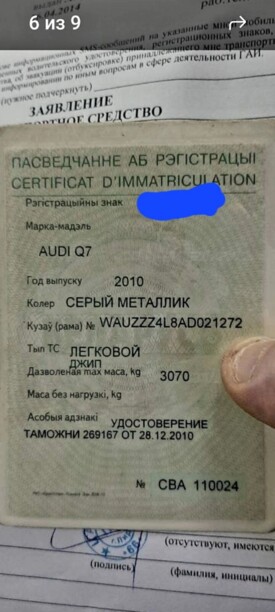 6 из 9
04.2014
ЗАЯВЛЕНИЕ
ПАСВЕДЧАННЕ АБ РЭГІСТРАЦЫІ
CERTIFICAT D'IMMATRICULATION
Рэгістрацыйны знак
Марка-мадэль
AUDI Q7
Год выпуску 2010
Колер СЕРЫЙ МЕТАЛЛИК
Кузаў (рама) № WAUZZZ4L8AD021272
Тып ТС ЛЕГКОВОЙ
ДЖИП
Дазволеная max маса, kg 3070
Маса без нагрузкі, kg
Асобыя адзнакі УДОСТОВЕРЕНИЕ
ТАМОЖНИ 269167 ОТ 28.12.2010
№ СВА 110024
(отсутствуют, имеются
(подпись) (фамилия, инициалы)